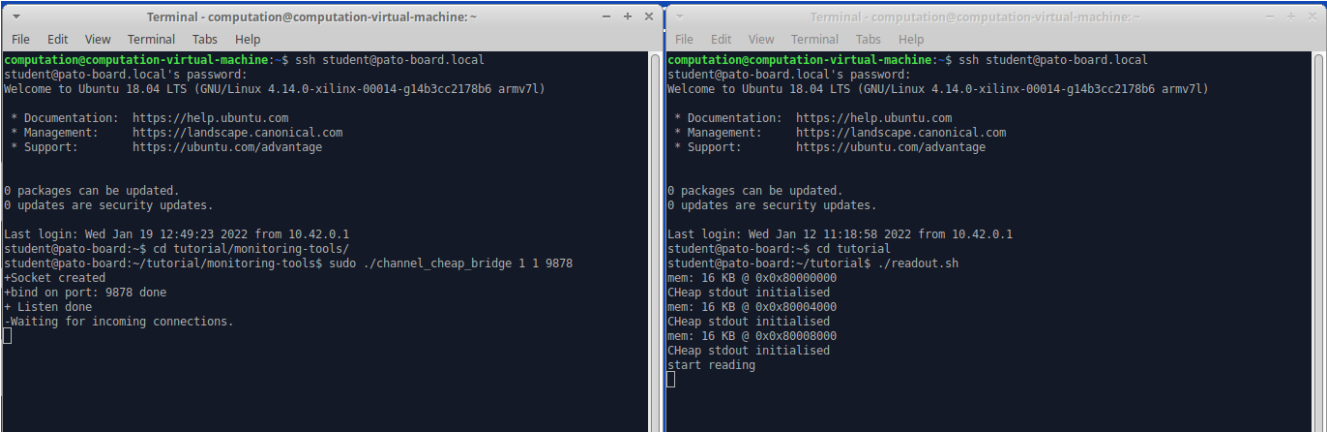 Terminal - computation@computation-virtual-machine: ~
File Edit View Terminal Tabs Help
computation@computation-virtual-machine:~$ ssh student@pato-board.local
student@pato-board.local's password:
Welcome to Ubuntu 18.04 LTS (GNU/Linux 4.14.0-xilinx-00014-g14b3cc2178b6 armv7l)
* Documentation: https://help.ubuntu.com
* Management: https://landscape.canonical.com
* Support: https://ubuntu.com/advantage
0 packages can be updated.
0 updates are security updates.
Last login: Wed Jan 19 12:49:23 2022 from 10.42.0.1
student@pato-board:~$ cd tutorial/monitoring-tools/
student@pato-board:~/tutorial/monitoring-tools$ sudo ./channel_cheap_bridge 1 1 9878
+Socket created
+bind on port: 9878 done
+ Listen done
-Waiting for incoming connections.
Terminal - computation@computation-virtual-machine: ~
File Edit View Terminal Tabs Help
computation@computation-virtual-machine:~$ ssh student@pato-board.local
student@pato-board.local's password:
Welcome to Ubuntu 18.04 LTS (GNU/Linux 4.14.0-xilinx-00014-g14b3cc2178b6 armv7l)
* Documentation: https://help.ubuntu.com
* Management: https://landscape.canonical.com
* Support: https://ubuntu.com/advantage
0 packages can be updated.
0 updates are security updates.
Last login: Wed Jan 12 11:18:58 2022 from 10.42.0.1
student@pato-board:~$ cd tutorial
student@pato-board:~/tutorial$ ./readout.sh
mem: 16 KB @ 0x0x80000000
CHeap stdout initialised
mem: 16 KB @ 0x0x80004000
CHeap stdout initialised
mem: 16 KB @ 0x0x80008000
CHeap stdout initialised
start reading